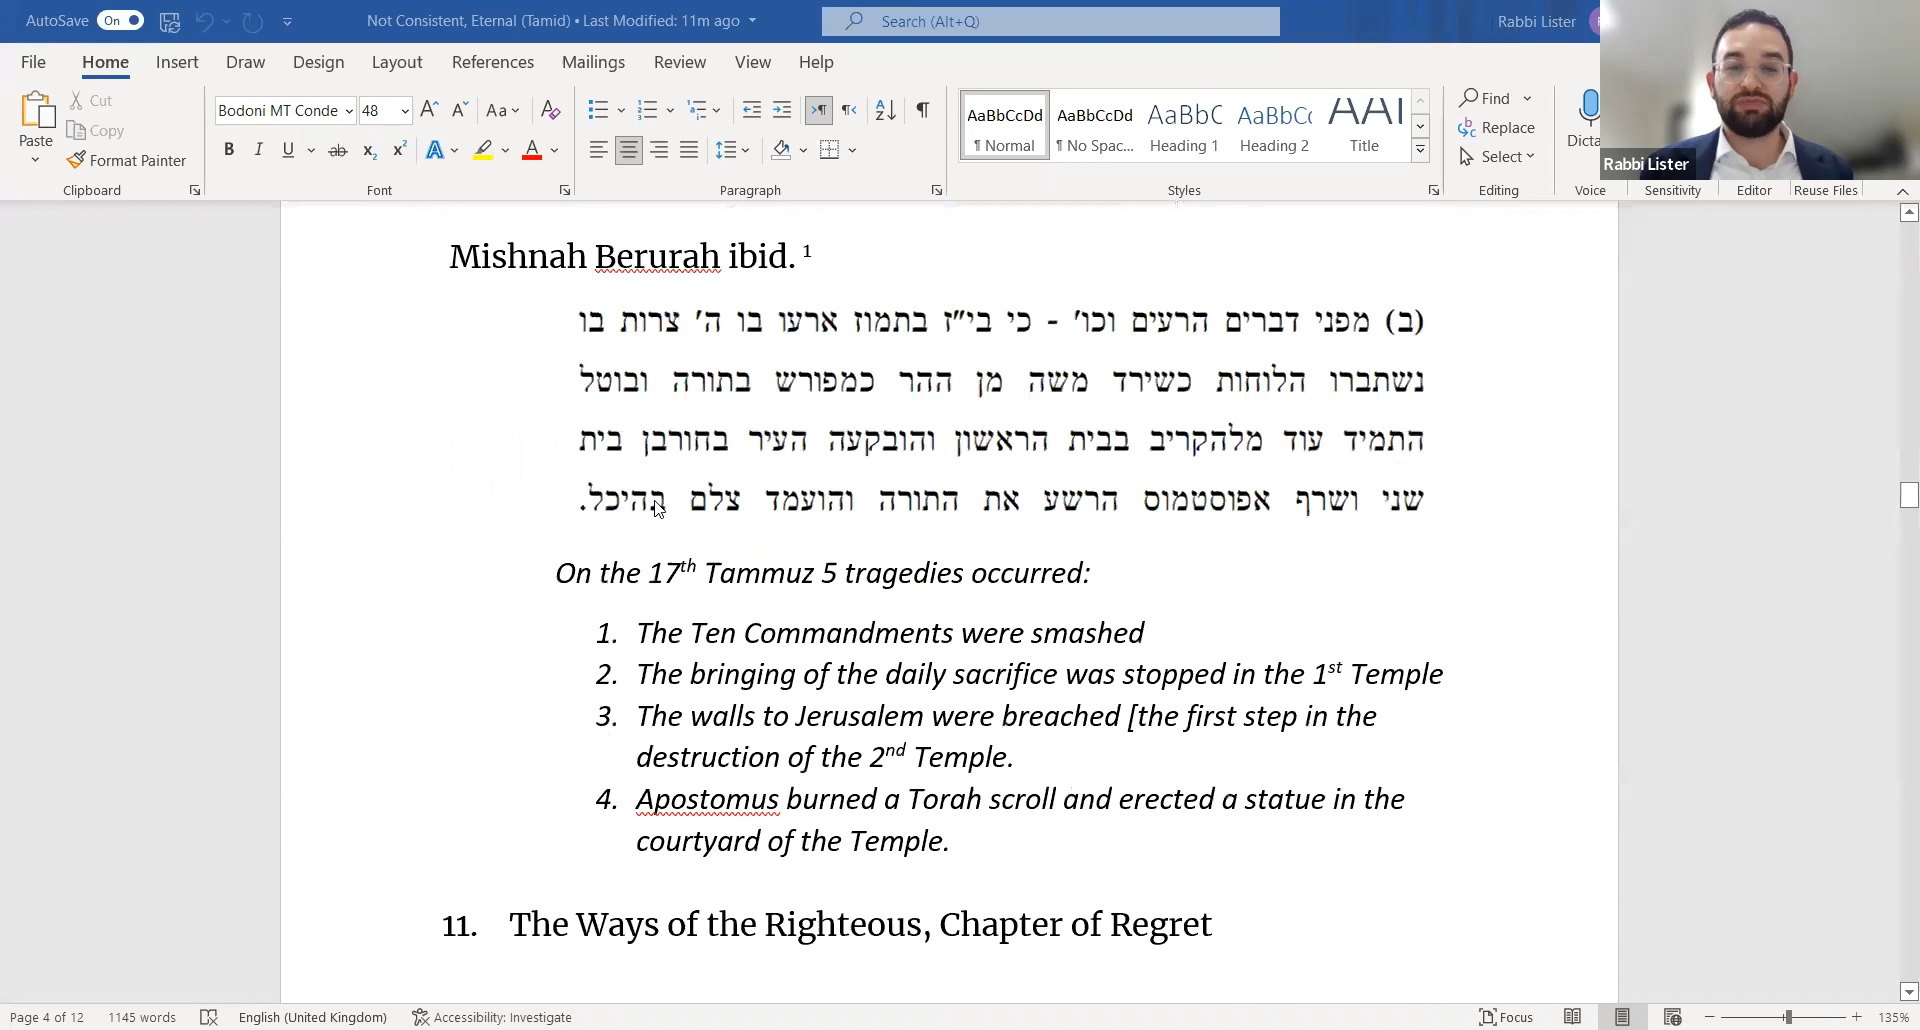 AutoSave On Not Consistent, Eternal (Tamid) • Last Modified: 11m ago Search (Alt+Q) Rabbi Lister
File Home Insert Draw Design Layout References Mailings Review View Help
Paste Cut Copy Format Painter
Bodoni MT Conde 48 Aa
AaBbCcDd AaBbCcDd AaBbC AaBbCc AAI
¶ Normal ¶ No Spac... Heading 1 Heading 2 Title
Find
Replace
Select
Dicta
Rabbi Lister
Clipboard Font Paragraph Styles Editing Voice Sensitivity Editor Reuse Files
Mishnah Berurah ibid. 1
(ב) מפני דברים הרעים וכו' - כי בי"ז בתמוז ארעו בו ה' צרות בו
נשתברו הלוחות כשירד משה מן ההר כמפורש בתורה ובוטל
התמיד עוד מלהקריב בבית הראשון והובקעה העיר בחורבן בית
שני ושרף אפוסטמוס הרשע את התורה והועמד צלם בהיכל.
On the 17th Tammuz 5 tragedies occurred:
1. The Ten Commandments were smashed
2. The bringing of the daily sacrifice was stopped in the 1st Temple
3. The walls to Jerusalem were breached [the first step in the
destruction of the 2nd Temple.
4. Apostomus burned a Torah scroll and erected a statue in the
courtyard of the Temple.
11. The Ways of the Righteous, Chapter of Regret
Page 4 of 12 1145 words English (United Kingdom) Accessibility: Investigate Focus 135%